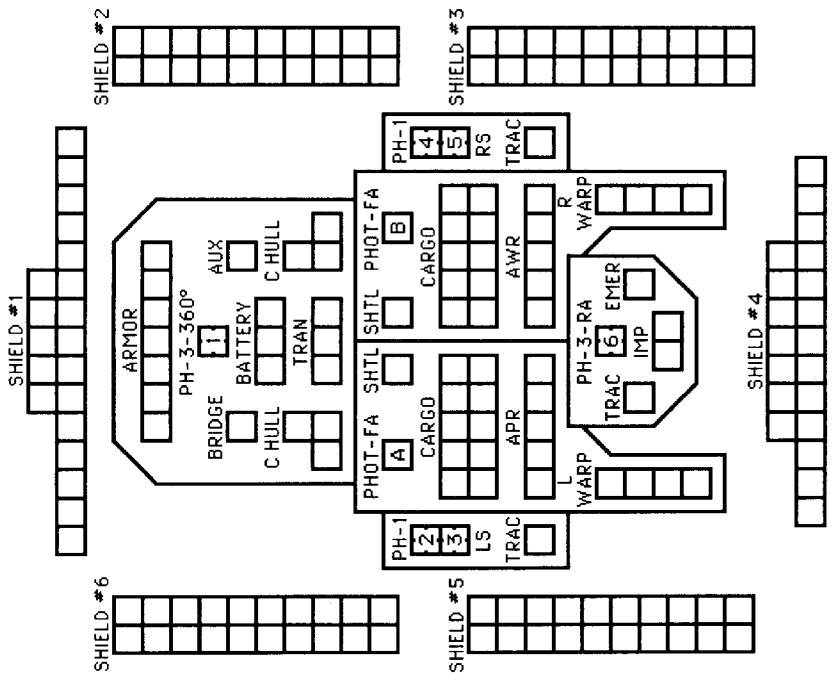 SHIELD #1
SHIELD #2
SHIELD #6
ARMOR
PH-3-360°
1
BRIDGE
AUX
BATTERY
C HULL
C HULL
TRAN
PHOT-FA
A
SHTL
SHTL
PHOT-FA
B
PH-1
2
3
LS
TRAC
PH-1
4
5
RS
TRAC
CARGO
CARGO
APR
AWR
L
WARP
R
WARP
PH-3-RA
6
TRAC
IMP
EMER
SHIELD #5
SHIELD #3
SHIELD #4